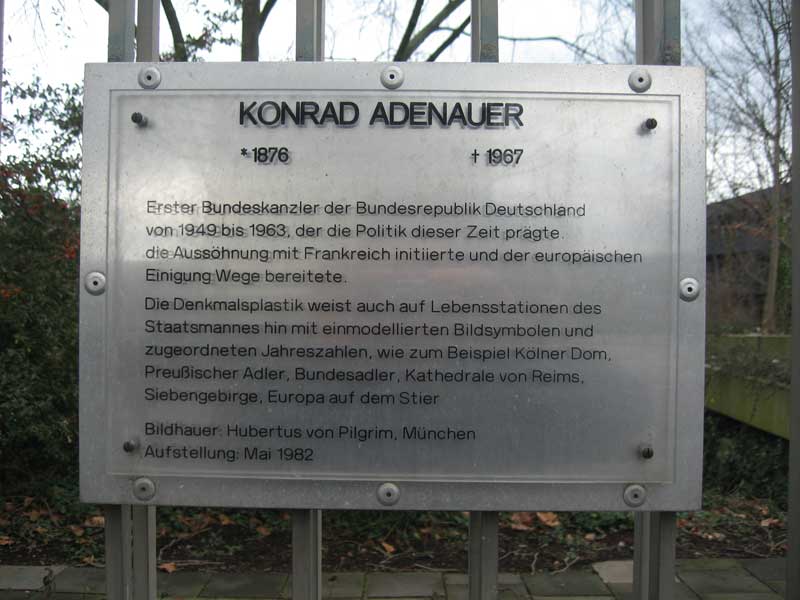 KONRAD ADENAUER
* 1876 † 1967
Erster Bundeskanzler der Bundesrepublik Deutschland
von 1949 bis 1963, der die Politik dieser Zeit prägte.
die Aussöhnung mit Frankreich initiierte und der europäischen
Einigung Wege bereitete.
Die Denkmalsplastik weist auch auf Lebensstationen des
Staatsmannes hin mit einmodellierten Bildsymbolen und
zugeordneten Jahreszahlen, wie zum Beispiel Kölner Dom,
Preußischer Adler, Bundesadler, Kathedrale von Reims,
Siebengebirge, Europa auf dem Stier
Bildhauer: Hubertus von Pilgrim, München
Aufstellung: Mai 1982